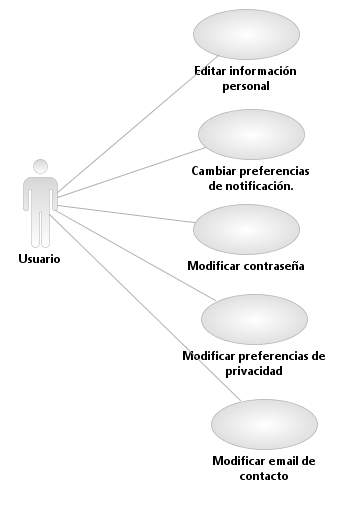 Editar información
personal
Cambiar preferencias
de notificación.
Usuario
Modificar contraseña
Modificar preferencias de
privacidad
Modificar email de
contacto